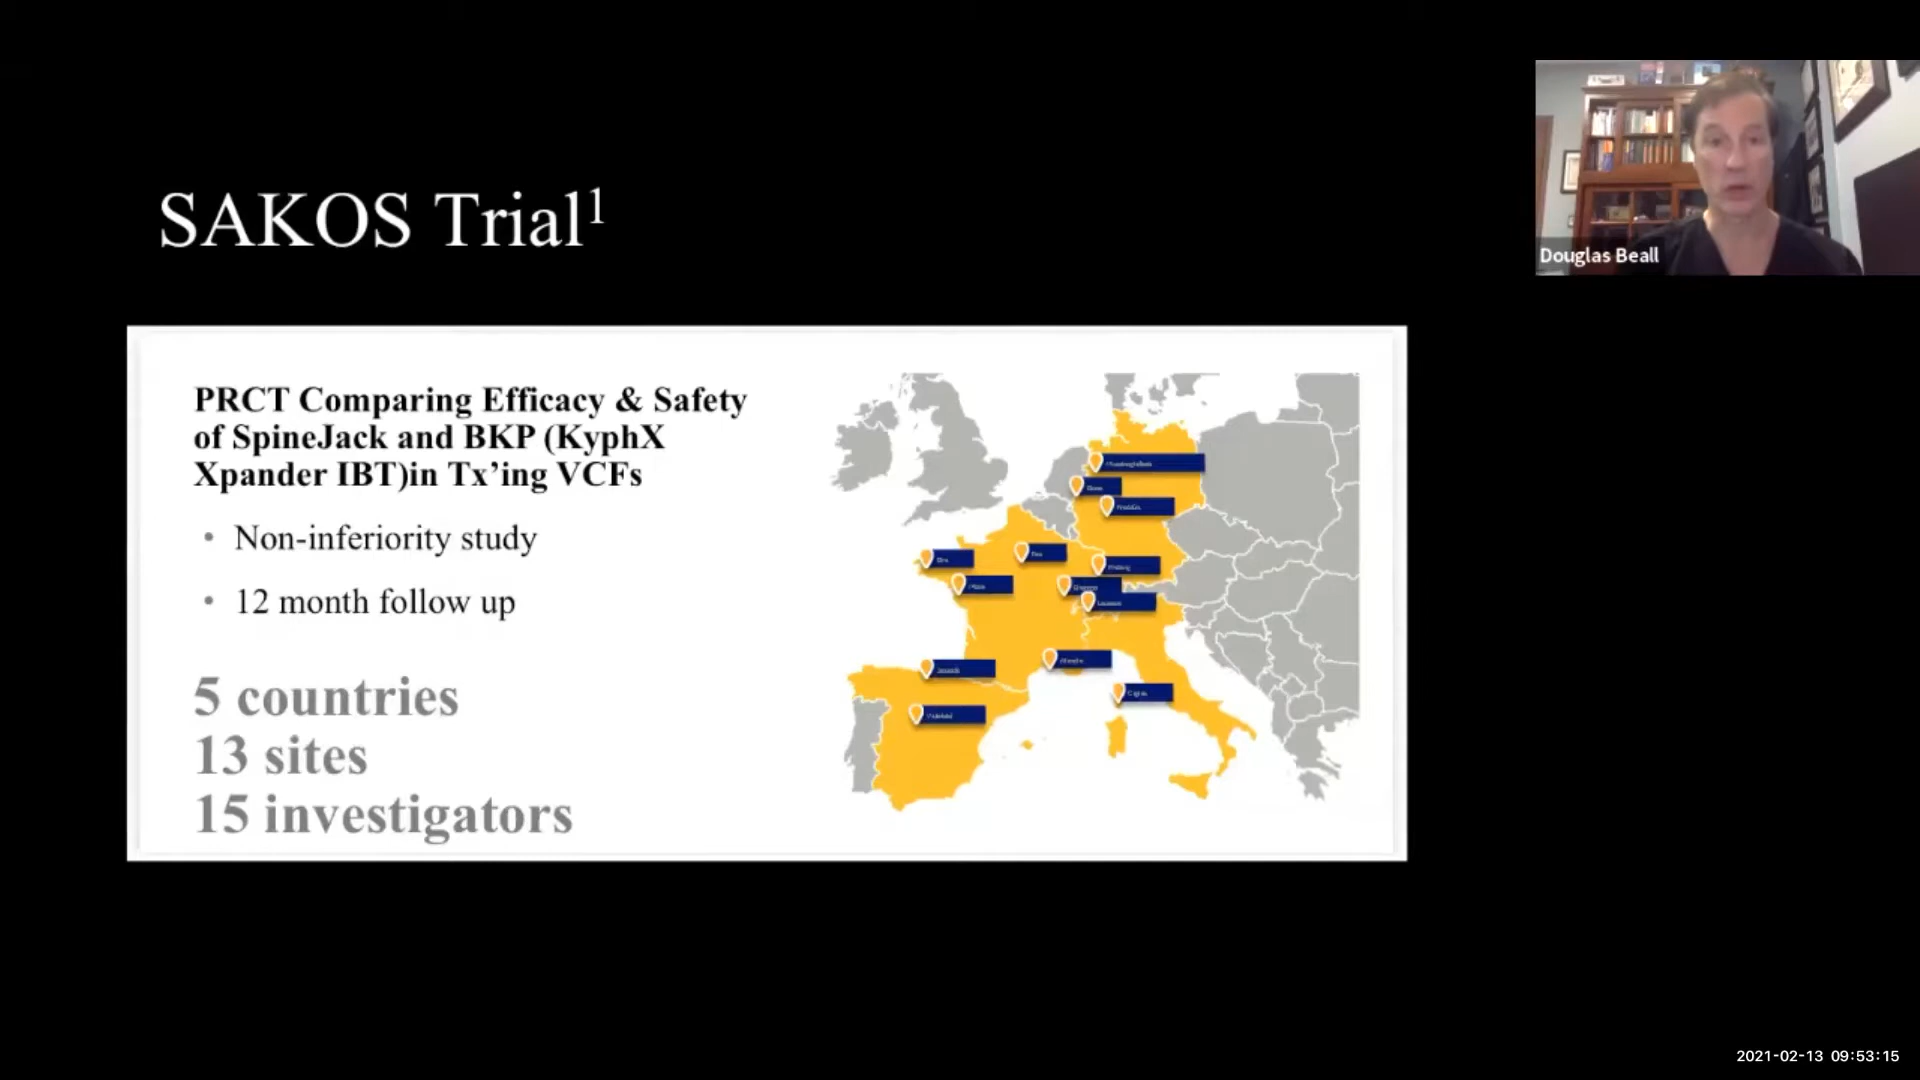 SAKOS Trial1
PRCT Comparing Efficacy & Safety
of SpineJack and BKP (KyphX
Xpander IBT)in Tx’ing VCFs
• Non-inferiority study
• 12 month follow up
5 countries
13 sites
15 investigators
Douglas Beall
2021-02-13 09:53:15